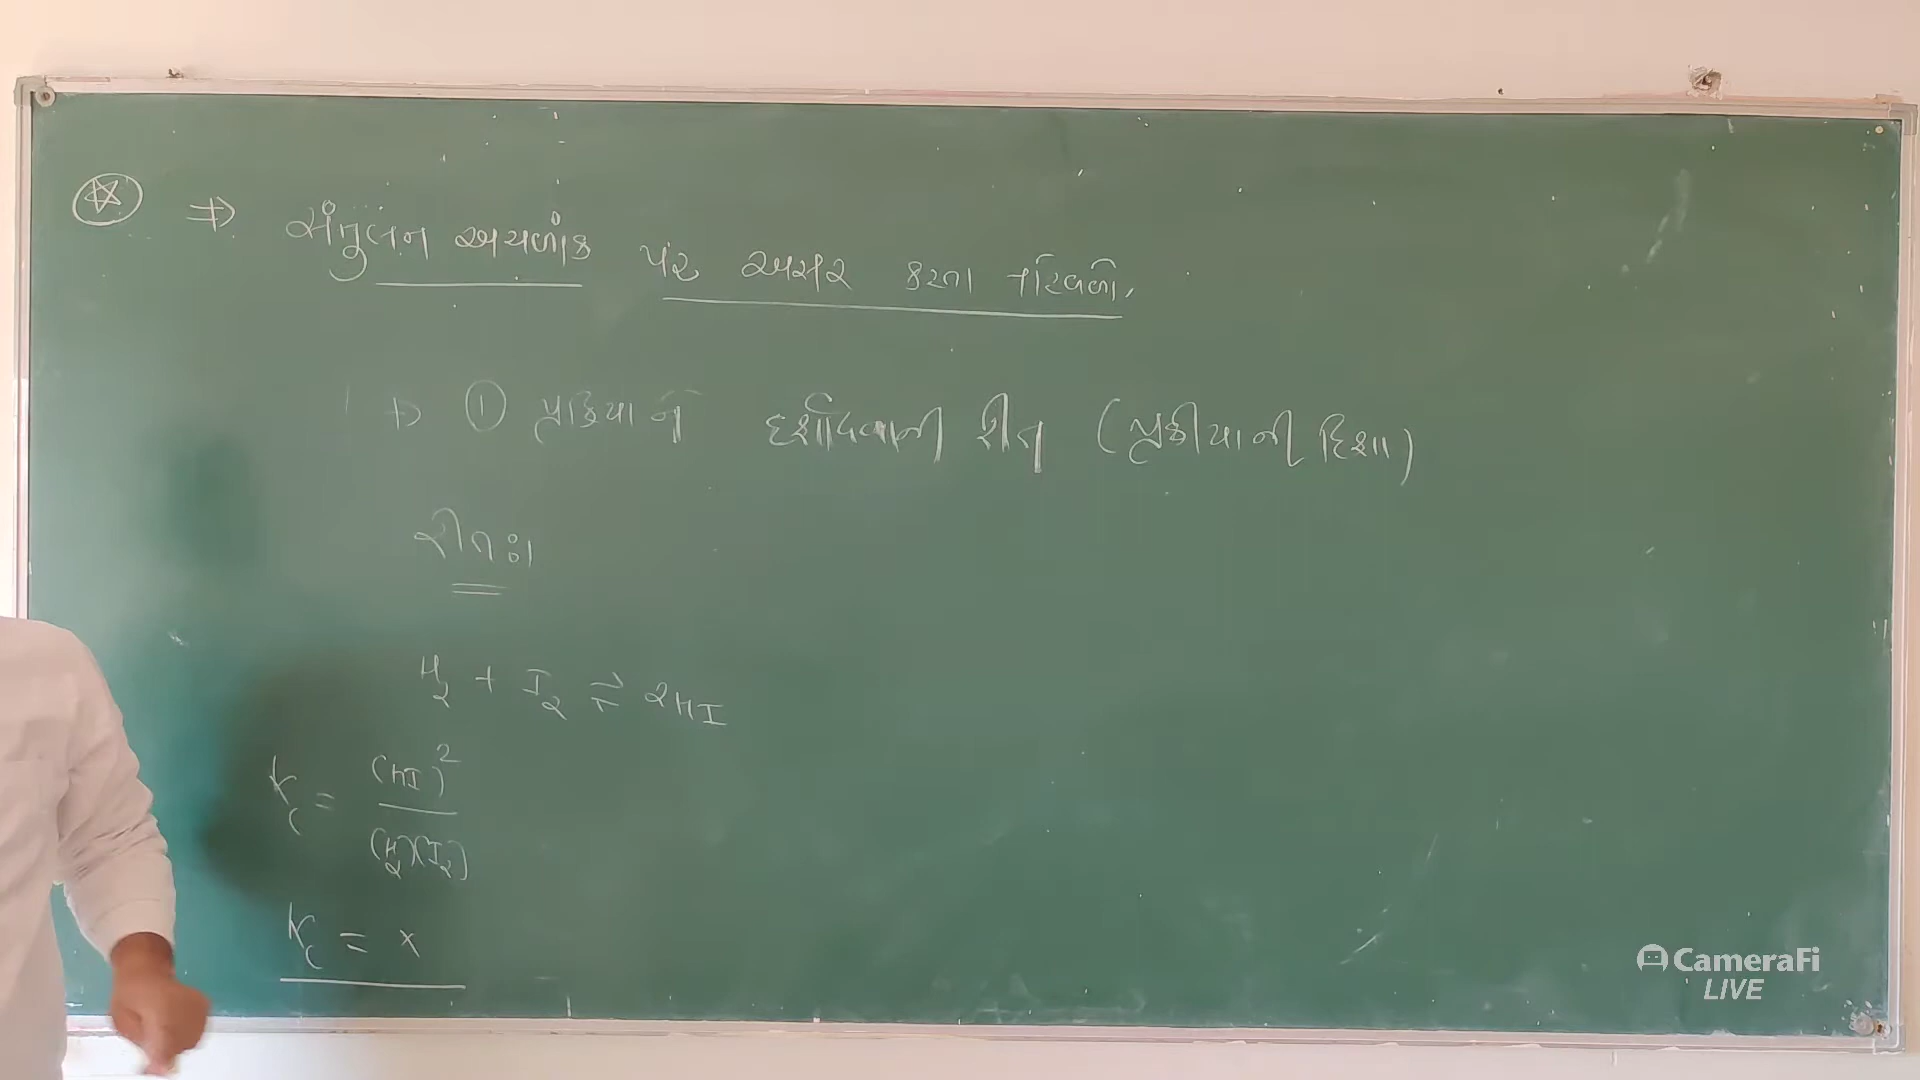 ⇒ સંતુલન અચળાંક પર અસર કરતા પરિબળો.
⇒ ① પ્રક્રિયાને દર્શાવવાની રીત (પ્રક્રીયાની દિશા)
રીતઃ
H₂ + I₂ ⇌ 2HI
Kc = (HI)² / (H₂)(I₂)
Kc = x
CameraFi
LIVE